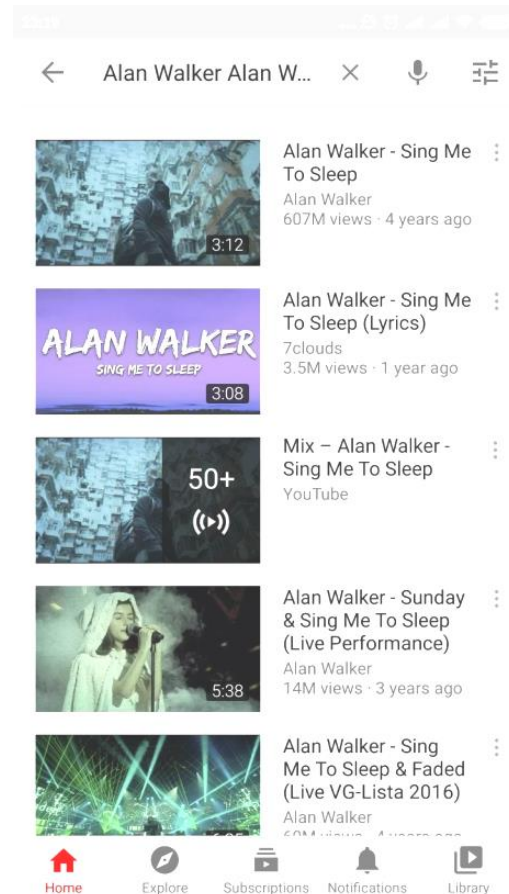 Alan Walker Alan W...
Alan Walker - Sing Me
To Sleep
Alan Walker
607M views · 4 years ago
3:12
Alan Walker - Sing Me
To Sleep (Lyrics)
7clouds
3.5M views · 1 year ago
ALAN WALKER
SING ME TO SLEEP
3:08
Mix – Alan Walker -
Sing Me To Sleep
YouTube
50+
Alan Walker - Sunday
& Sing Me To Sleep
(Live Performance)
Alan Walker
14M views · 3 years ago
5:38
Alan Walker - Sing
Me To Sleep & Faded
(Live VG-Lista 2016)
Alan Walker
Home
Explore
Subscriptions
Notifications
Library